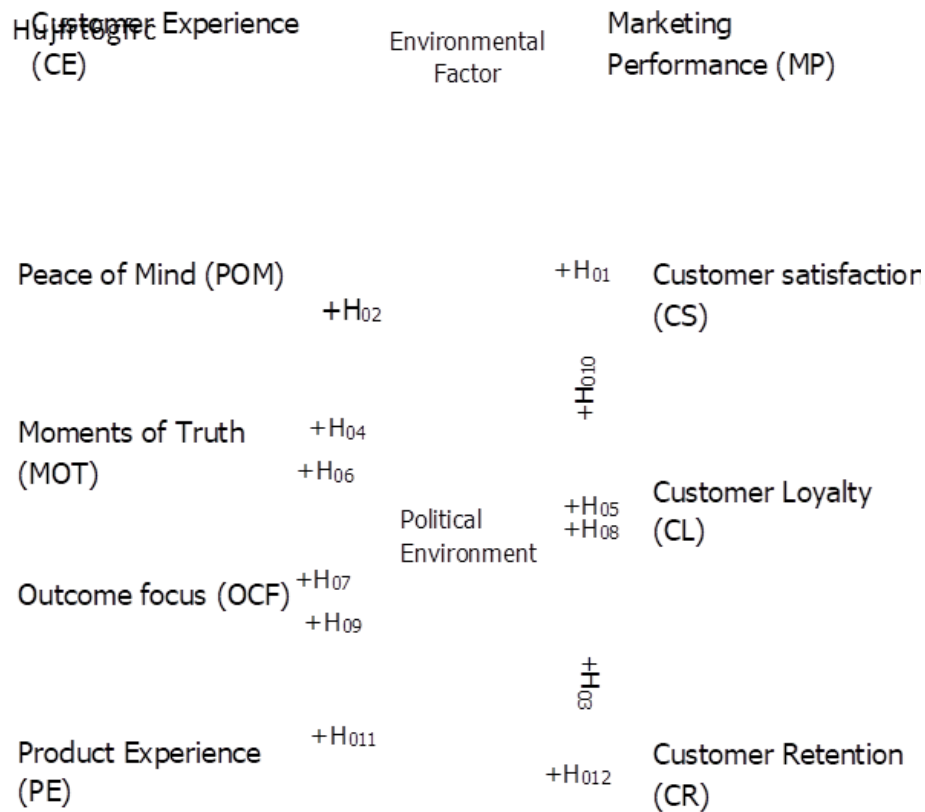 Customer Experience
(CE)
Environmental
Factor
Marketing
Performance (MP)
Peace of Mind (POM)
+H02
+H01
Customer satisfaction
(CS)
+H010
Moments of Truth
(MOT)
+H04
+H06
Political
Environment
+H05
+H08
Customer Loyalty
(CL)
Outcome focus (OCF)
+H07
+H09
+H03
Product Experience
(PE)
+H011
+H012
Customer Retention
(CR)